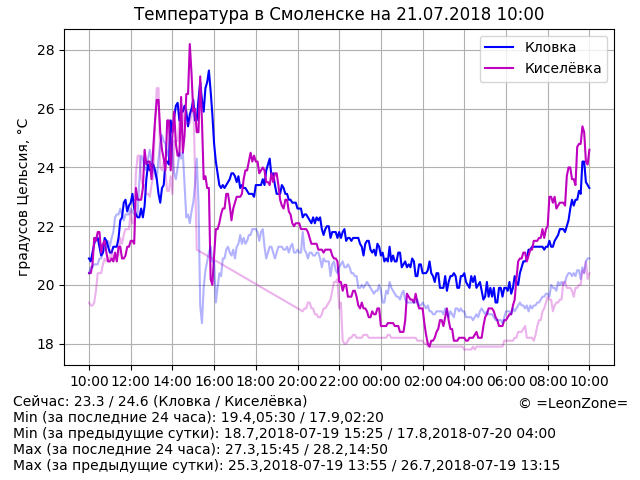 Температура в Смоленске на 21.07.2018 10:00
Кловка
Киселёвка
градусов Цельсия, °C
28
26
24
22
20
18
10:00 12:00 14:00 16:00 18:00 20:00 22:00 00:00 02:00 04:00 06:00 08:00 10:00
Сейчас: 23.3 / 24.6 (Кловка / Киселёвка)
© =LeonZone=
Min (за последние 24 часа): 19.4,05:30 / 17.9,02:20
Min (за предыдущие сутки): 18.7,2018-07-19 15:25 / 17.8,2018-07-20 04:00
Max (за последние 24 часа): 27.3,15:45 / 28.2,14:50
Max (за предыдущие сутки): 25.3,2018-07-19 13:55 / 26.7,2018-07-19 13:15